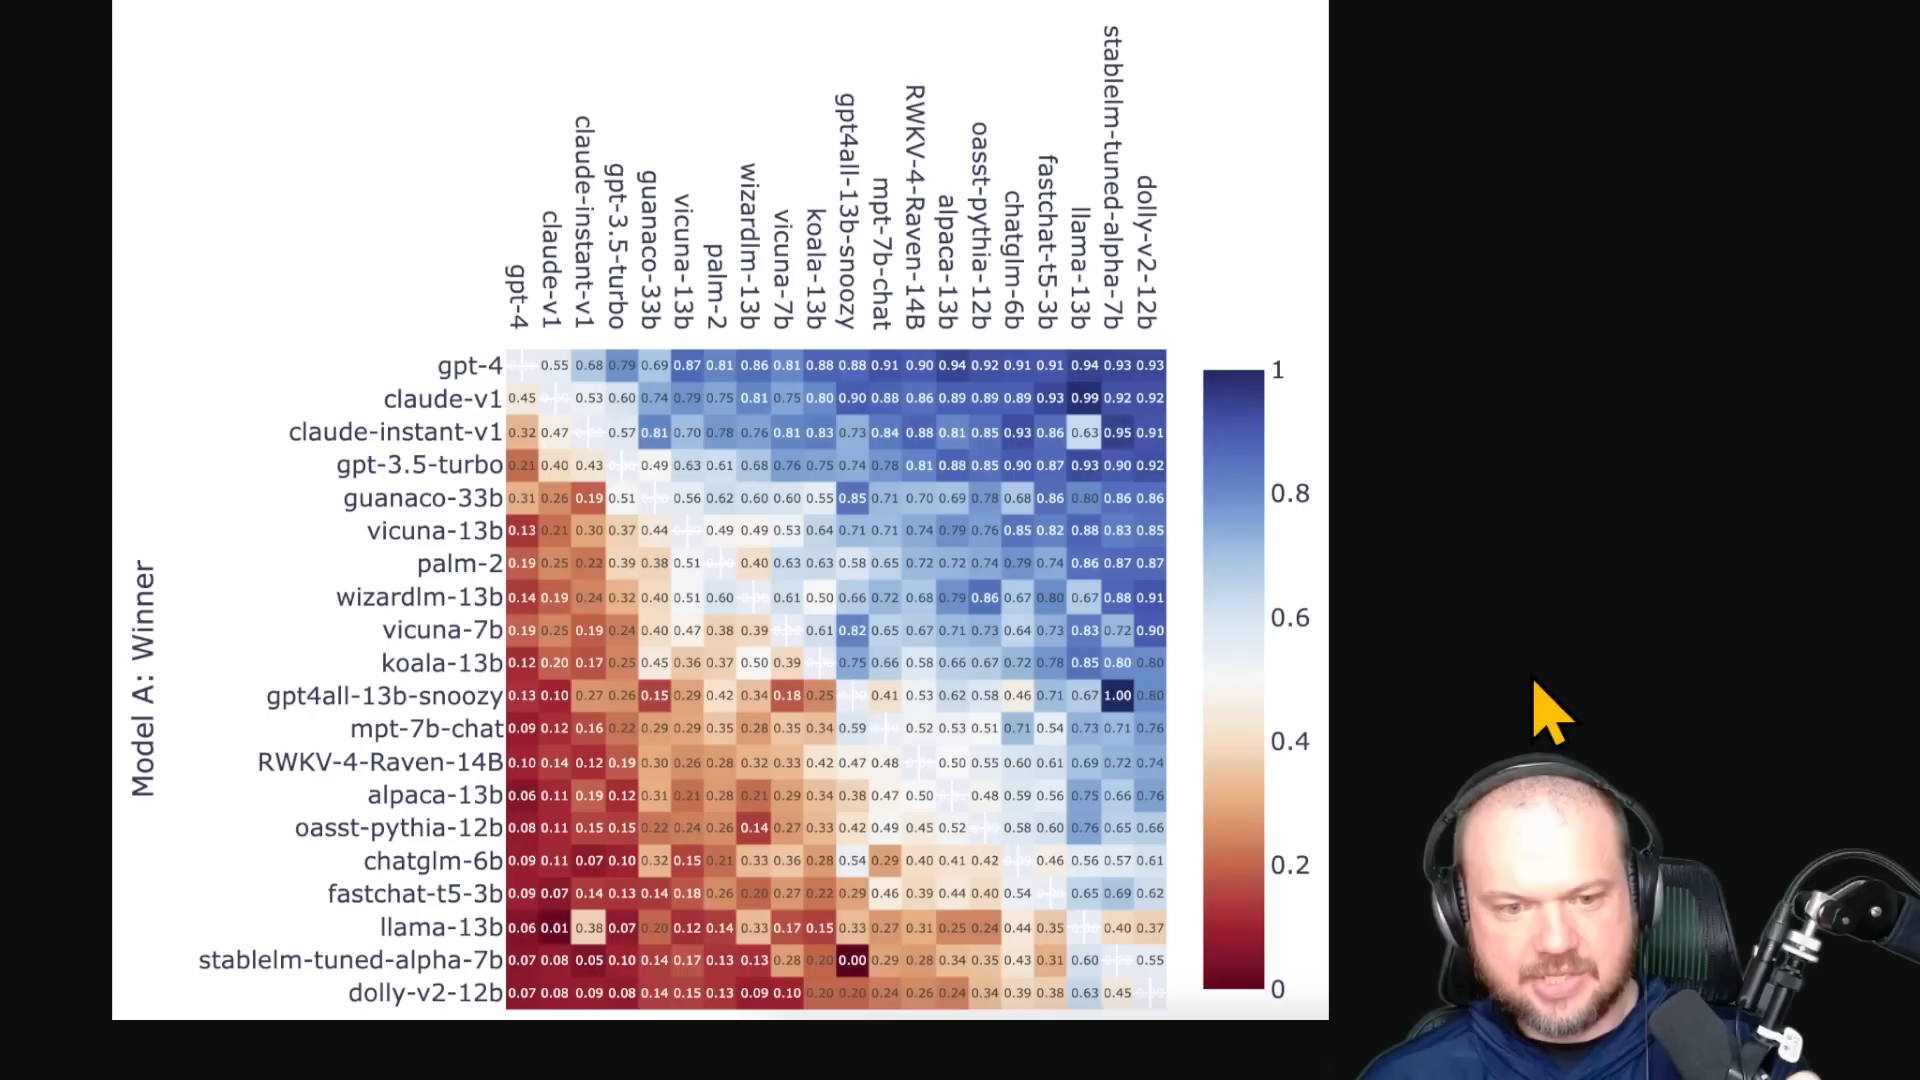 gpt-4
claude-v1
claude-instant-v1
gpt-3.5-turbo
guanaco-33b
vicuna-13b
palm-2
wizardlm-13b
vicuna-7b
koala-13b
gpt4all-13b-snoozy
mpt-7b-chat
RWKV-4-Raven-14B
alpaca-13b
oasst-pythia-12b
chatglm-6b
fastchat-t5-3b
llama-13b
stablelm-tuned-alpha-7b
dolly-v2-12b
Model A: Winner
gpt-4 0.55 0.68 0.79 0.69 0.87 0.81 0.86 0.81 0.88 0.88 0.91 0.90 0.94 0.92 0.91 0.91 0.94 0.93 0.93
claude-v1 0.45 0.53 0.60 0.74 0.79 0.75 0.81 0.75 0.80 0.90 0.88 0.86 0.89 0.89 0.89 0.93 0.99 0.92 0.92
claude-instant-v1 0.32 0.47 0.57 0.81 0.70 0.78 0.76 0.81 0.83 0.73 0.84 0.88 0.81 0.85 0.93 0.86 0.63 0.95 0.91
gpt-3.5-turbo 0.21 0.40 0.43 0.49 0.63 0.61 0.68 0.76 0.75 0.74 0.78 0.81 0.88 0.85 0.90 0.87 0.93 0.90 0.92
guanaco-33b 0.31 0.26 0.19 0.51 0.56 0.62 0.60 0.60 0.55 0.85 0.71 0.70 0.69 0.78 0.68 0.86 0.80 0.86 0.86
vicuna-13b 0.13 0.21 0.30 0.37 0.44 0.49 0.49 0.53 0.64 0.71 0.71 0.74 0.79 0.76 0.85 0.82 0.88 0.83 0.85
palm-2 0.19 0.25 0.22 0.39 0.38 0.51 0.40 0.63 0.63 0.58 0.65 0.72 0.72 0.74 0.79 0.74 0.86 0.87 0.87
wizardlm-13b 0.14 0.19 0.24 0.32 0.40 0.51 0.60 0.61 0.50 0.66 0.72 0.68 0.79 0.86 0.67 0.80 0.67 0.88 0.91
vicuna-7b 0.19 0.25 0.19 0.24 0.40 0.47 0.38 0.39 0.61 0.82 0.65 0.67 0.71 0.73 0.64 0.73 0.83 0.72 0.90
koala-13b 0.12 0.20 0.17 0.25 0.45 0.36 0.37 0.50 0.39 0.75 0.66 0.58 0.66 0.67 0.72 0.78 0.85 0.80 0.80
gpt4all-13b-snoozy 0.13 0.10 0.27 0.26 0.15 0.29 0.42 0.34 0.18 0.25 0.41 0.53 0.62 0.58 0.46 0.71 0.67 1.00 0.80
mpt-7b-chat 0.09 0.12 0.16 0.22 0.29 0.29 0.35 0.28 0.35 0.34 0.59 0.52 0.53 0.51 0.71 0.54 0.73 0.71 0.76
RWKV-4-Raven-14B 0.10 0.14 0.12 0.19 0.30 0.26 0.28 0.32 0.33 0.42 0.47 0.48 0.50 0.55 0.60 0.61 0.69 0.72 0.74
alpaca-13b 0.06 0.11 0.19 0.12 0.31 0.21 0.28 0.21 0.29 0.34 0.38 0.47 0.50 0.48 0.59 0.56 0.75 0.66 0.76
oasst-pythia-12b 0.08 0.11 0.15 0.15 0.22 0.24 0.26 0.14 0.27 0.33 0.42 0.49 0.45 0.52 0.58 0.60 0.76 0.65 0.66
chatglm-6b 0.09 0.11 0.07 0.10 0.32 0.15 0.21 0.33 0.36 0.28 0.54 0.29 0.40 0.41 0.42 0.46 0.56 0.57 0.61
fastchat-t5-3b 0.09 0.07 0.14 0.13 0.14 0.18 0.26 0.20 0.27 0.22 0.29 0.46 0.39 0.44 0.40 0.54 0.65 0.69 0.62
llama-13b 0.06 0.01 0.38 0.07 0.20 0.12 0.14 0.33 0.17 0.15 0.33 0.27 0.31 0.25 0.24 0.44 0.35 0.40 0.37
stablelm-tuned-alpha-7b 0.07 0.08 0.05 0.10 0.14 0.17 0.13 0.13 0.28 0.20 0.00 0.29 0.28 0.34 0.35 0.43 0.31 0.60 0.55
dolly-v2-12b 0.07 0.08 0.09 0.08 0.14 0.15 0.13 0.09 0.10 0.20 0.20 0.24 0.26 0.24 0.34 0.39 0.38 0.63 0.45
1
0.8
0.6
0.4
0.2
0